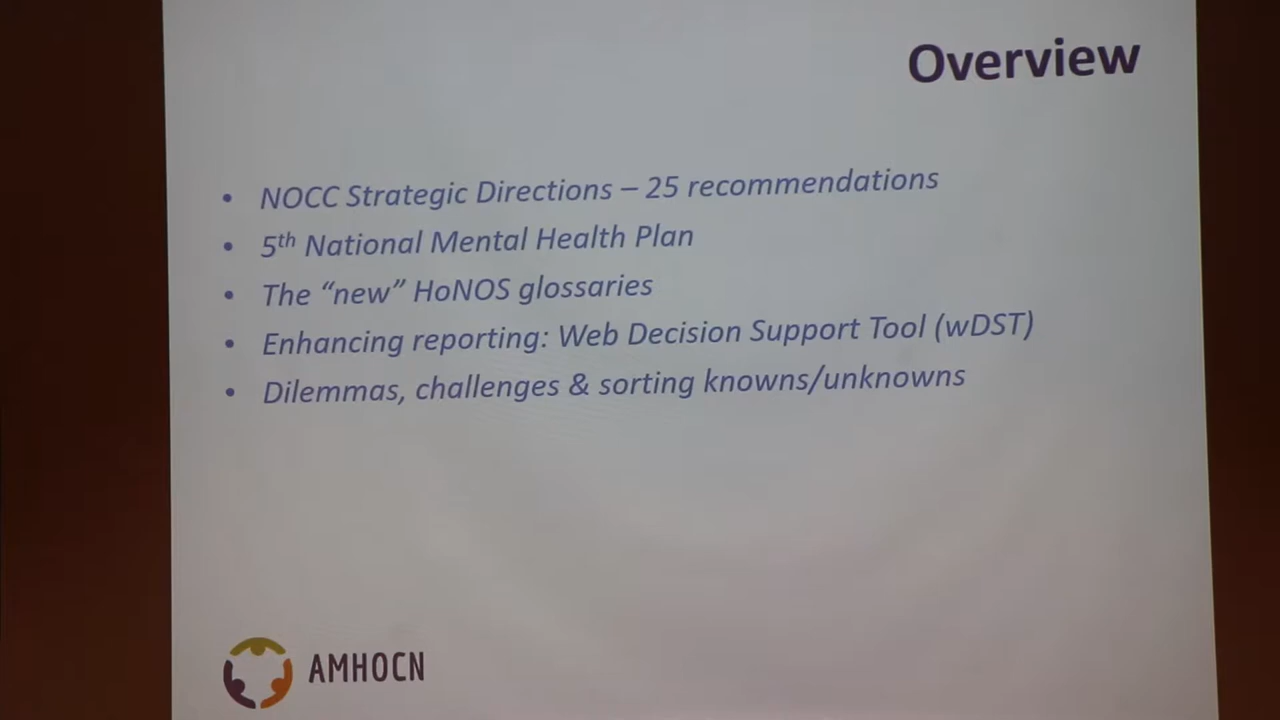 Overview
• NOCC Strategic Directions – 25 recommendations
• 5th National Mental Health Plan
• The “new” HoNOS glossaries
• Enhancing reporting: Web Decision Support Tool (wDST)
• Dilemmas, challenges & sorting knowns/unknowns
AMHOCN